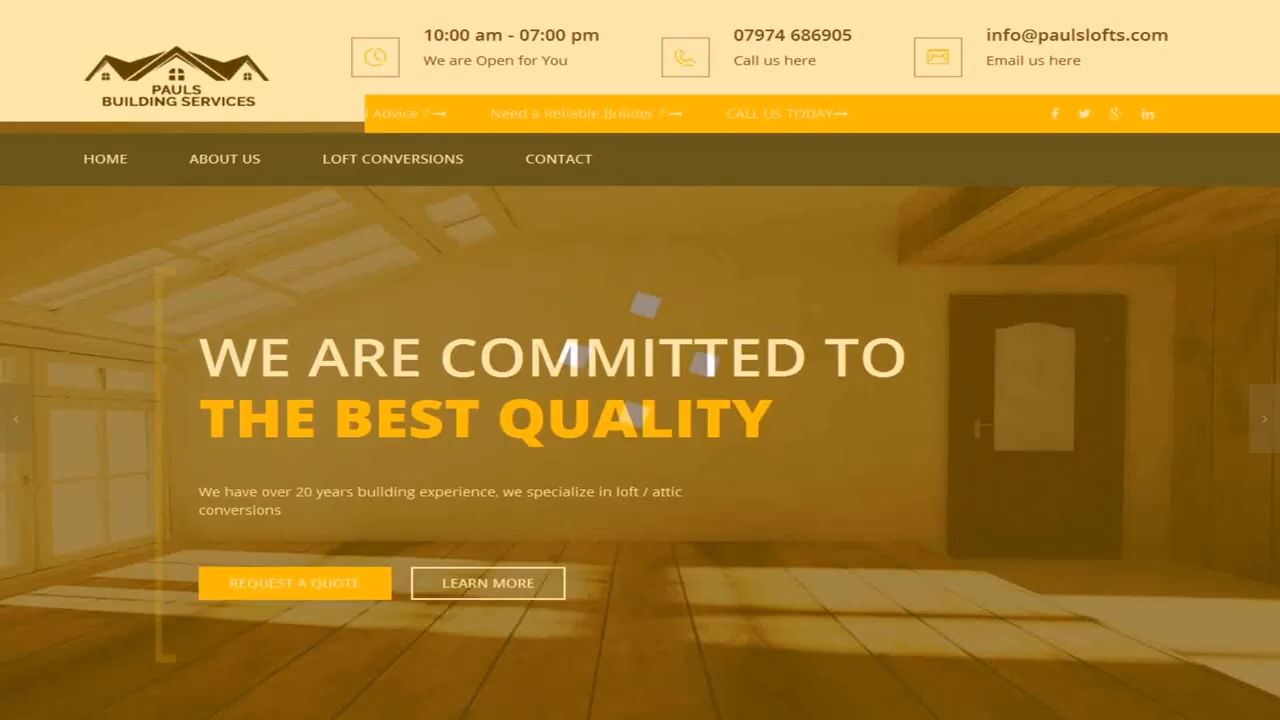 10:00 am - 07:00 pm
We are Open for You
07974 686905
Call us here
info@paulslofts.com
Email us here
PAULS
BUILDING SERVICES
Advice ?
Need a Reliable Builder ?
CALL US TODAY
HOME
ABOUT US
LOFT CONVERSIONS
CONTACT
WE ARE COMMITTED TO
THE BEST QUALITY
We have over 20 years building experience, we specialize in loft / attic
conversions
REQUEST A QUOTE
LEARN MORE